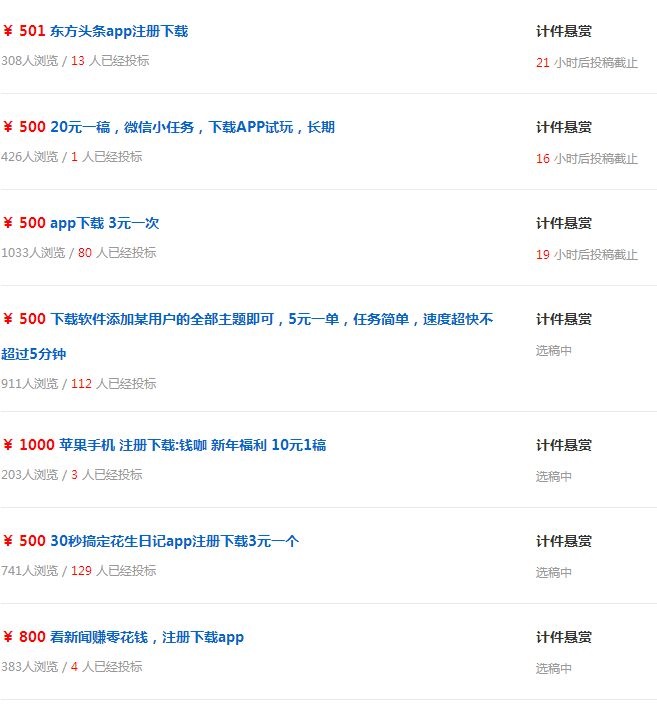 ¥ 501 东方头条app注册下载 计件悬赏
308人浏览 / 13 人已经投标 21 小时后投稿截止
¥ 500 20元一稿，微信小任务，下载APP试玩，长期 计件悬赏
426人浏览 / 1 人已经投标 16 小时后投稿截止
¥ 500 app下载 3元一次 计件悬赏
1033人浏览 / 80 人已经投标 19 小时后投稿截止
¥ 500 下载软件添加某用户的全部主题即可，5元一单，任务简单，速度超快不 计件悬赏
超过5分钟 选稿中
911人浏览 / 112 人已经投标
¥ 1000 苹果手机 注册下载:钱咖 新年福利 10元1稿 计件悬赏
203人浏览 / 3 人已经投标 选稿中
¥ 500 30秒搞定花生日记app注册下载3元一个 计件悬赏
741人浏览 / 129 人已经投标 选稿中
¥ 800 看新闻赚零花钱，注册下载app 计件悬赏
383人浏览 / 4 人已经投标 选稿中